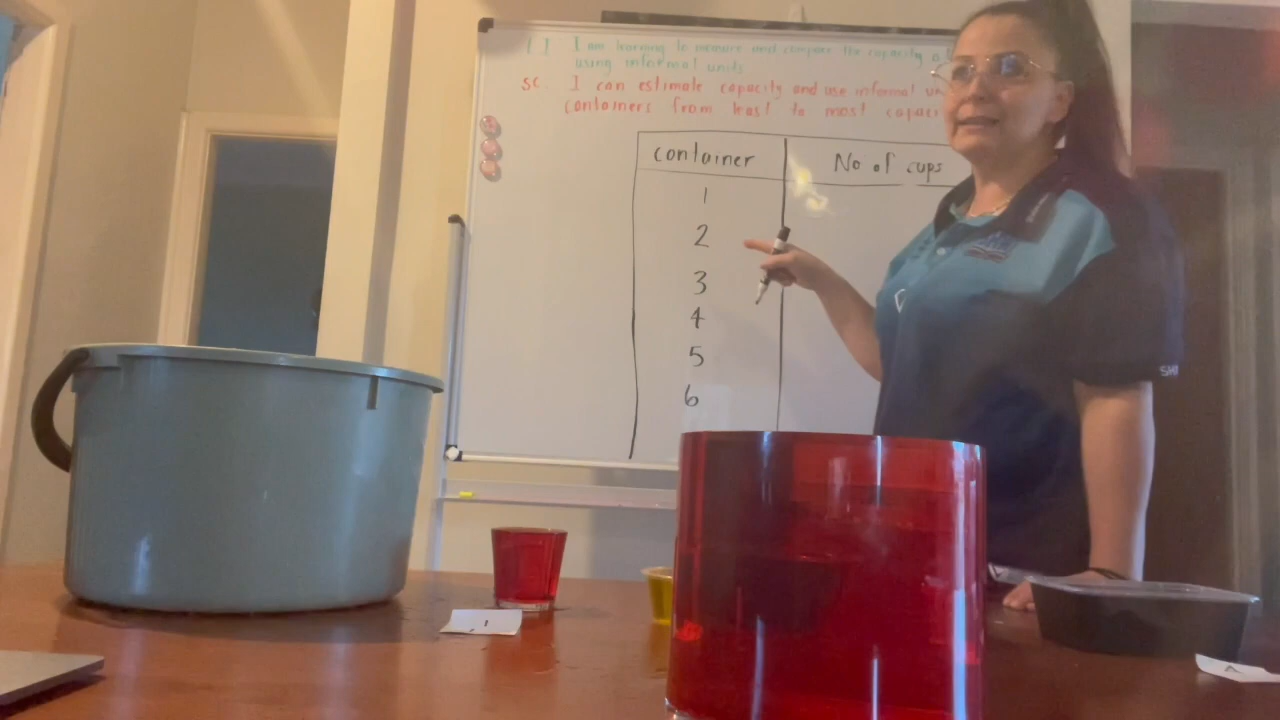 I am learning to measure and compare the capacity o
using informal units
SC. I can estimate capacity and use informal un
containers from least to most capaci
container No of cups
1
2
3
4
5
6